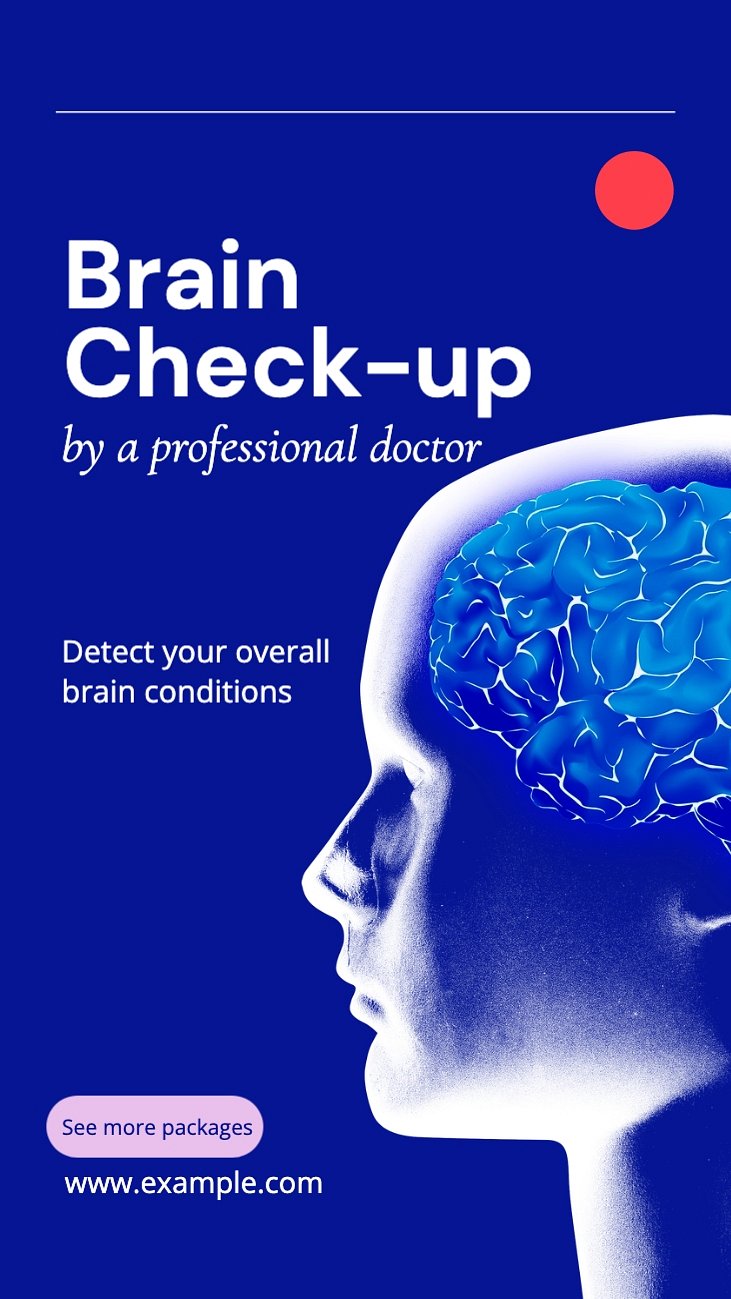 Brain
Check-up
by a professional doctor
Detect your overall
brain conditions
See more packages
www.example.com